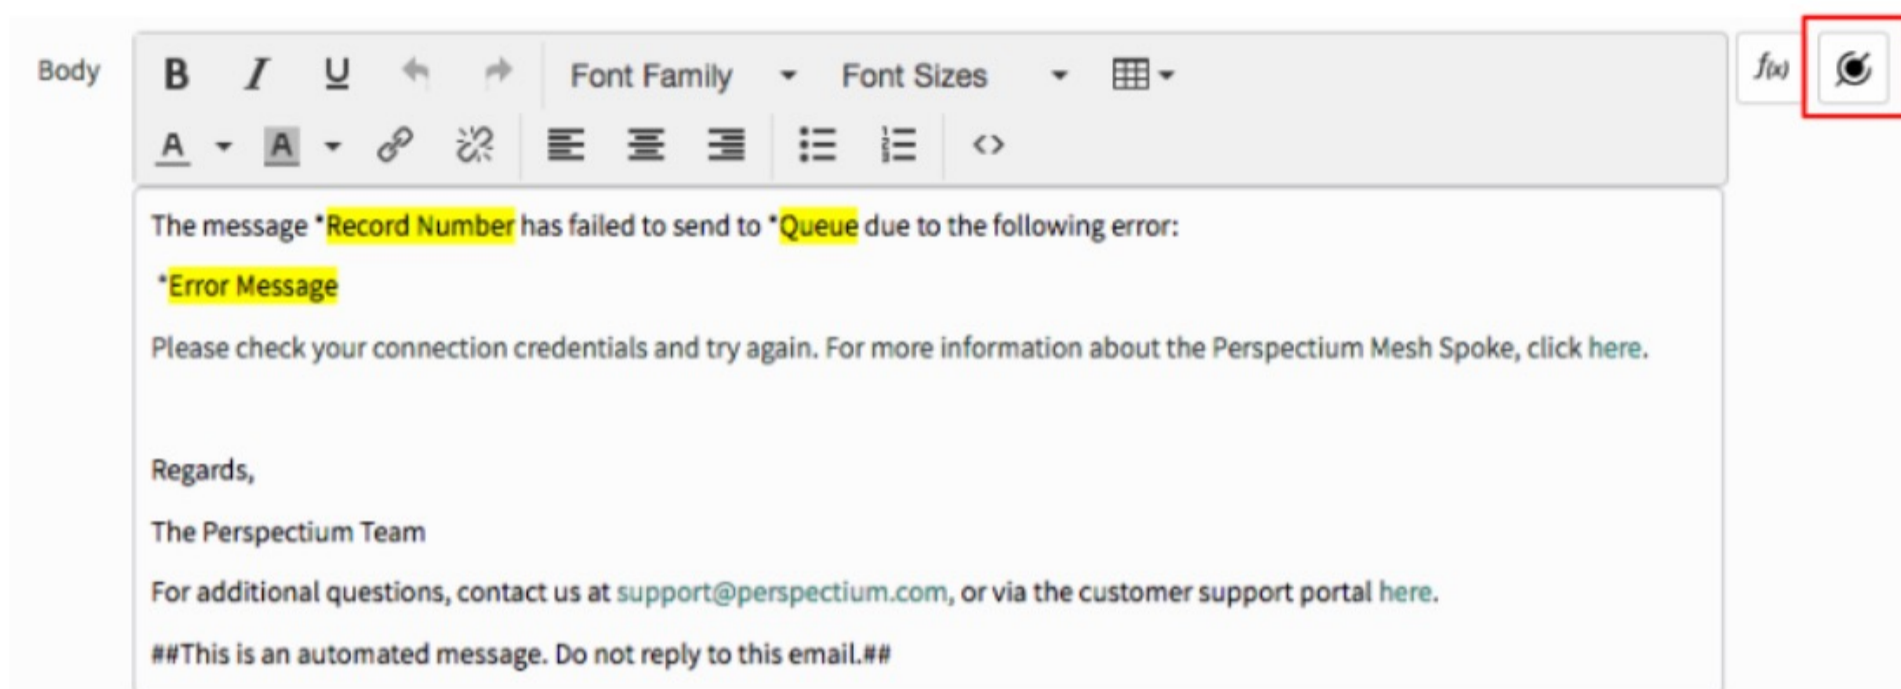 Body
B I U Font Family Font Sizes
A A <>
f(x)
The message *Record Number has failed to send to *Queue due to the following error:
*Error Message
Please check your connection credentials and try again. For more information about the Perspectium Mesh Spoke, click here.
Regards,
The Perspectium Team
For additional questions, contact us at support@perspectium.com, or via the customer support portal here.
##This is an automated message. Do not reply to this email.##